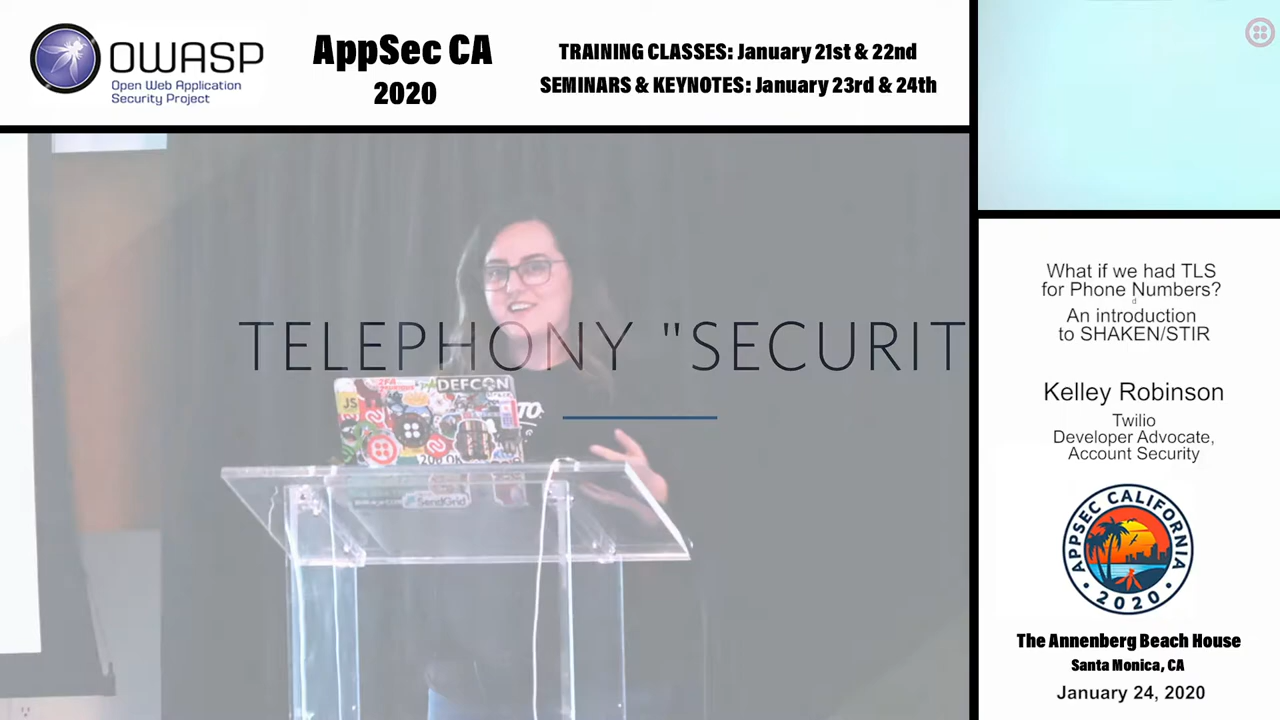 OWASP
Open Web Application
Security Project
AppSec CA
2020
TRAINING CLASSES: January 21st & 22nd
SEMINARS & KEYNOTES: January 23rd & 24th
TELEPHONY "SECURIT
DEFCON
JS
SendGrid
What if we had TLS
for Phone Numbers?
d
An introduction
to SHAKEN/STIR
Kelley Robinson
Twilio
Developer Advocate,
Account Security
APPSEC CALIFORNIA
• 2020 •
The Annenberg Beach House
Santa Monica, CA
January 24, 2020